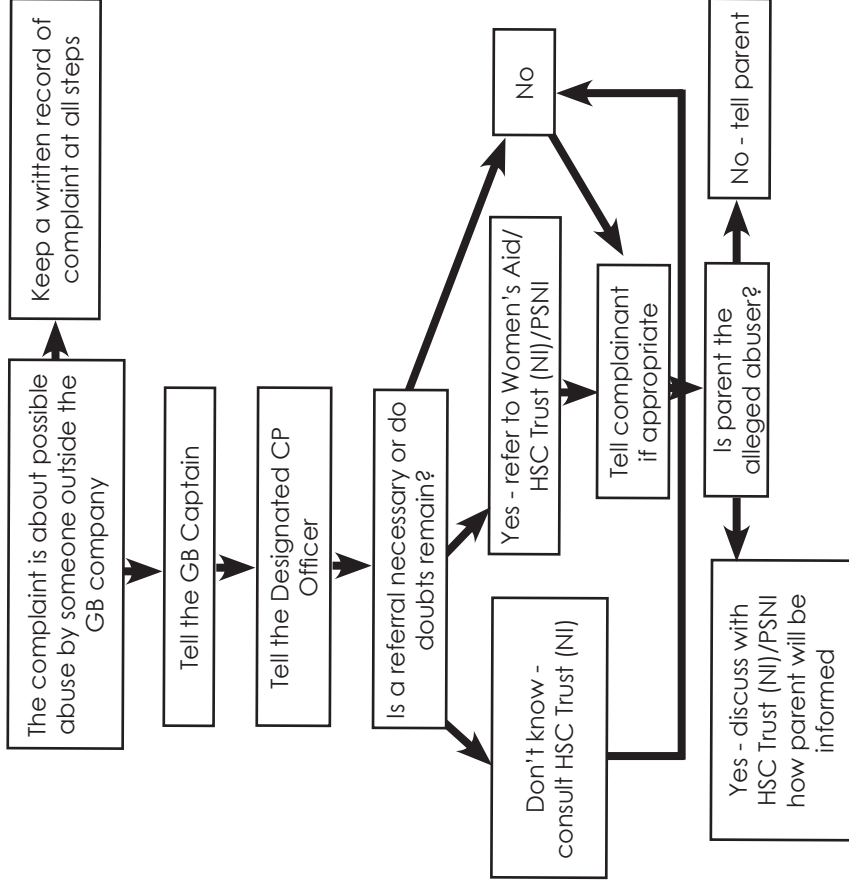 The complaint is about possible
abuse by someone outside the
GB company
Keep a written record of
complaint at all steps
Tell the GB Captain
Tell the Designated CP
Officer
Is a referral necessary or do
doubts remain?
Don't know -
consult HSC Trust (NI)
Yes - refer to Women's Aid/
HSC Trust (NI)/PSNI
No
Tell complainant
if appropriate
Is parent the
alleged abuser?
Yes - discuss with
HSC Trust (NI)/PSNI
how parent will be
informed
No - tell parent